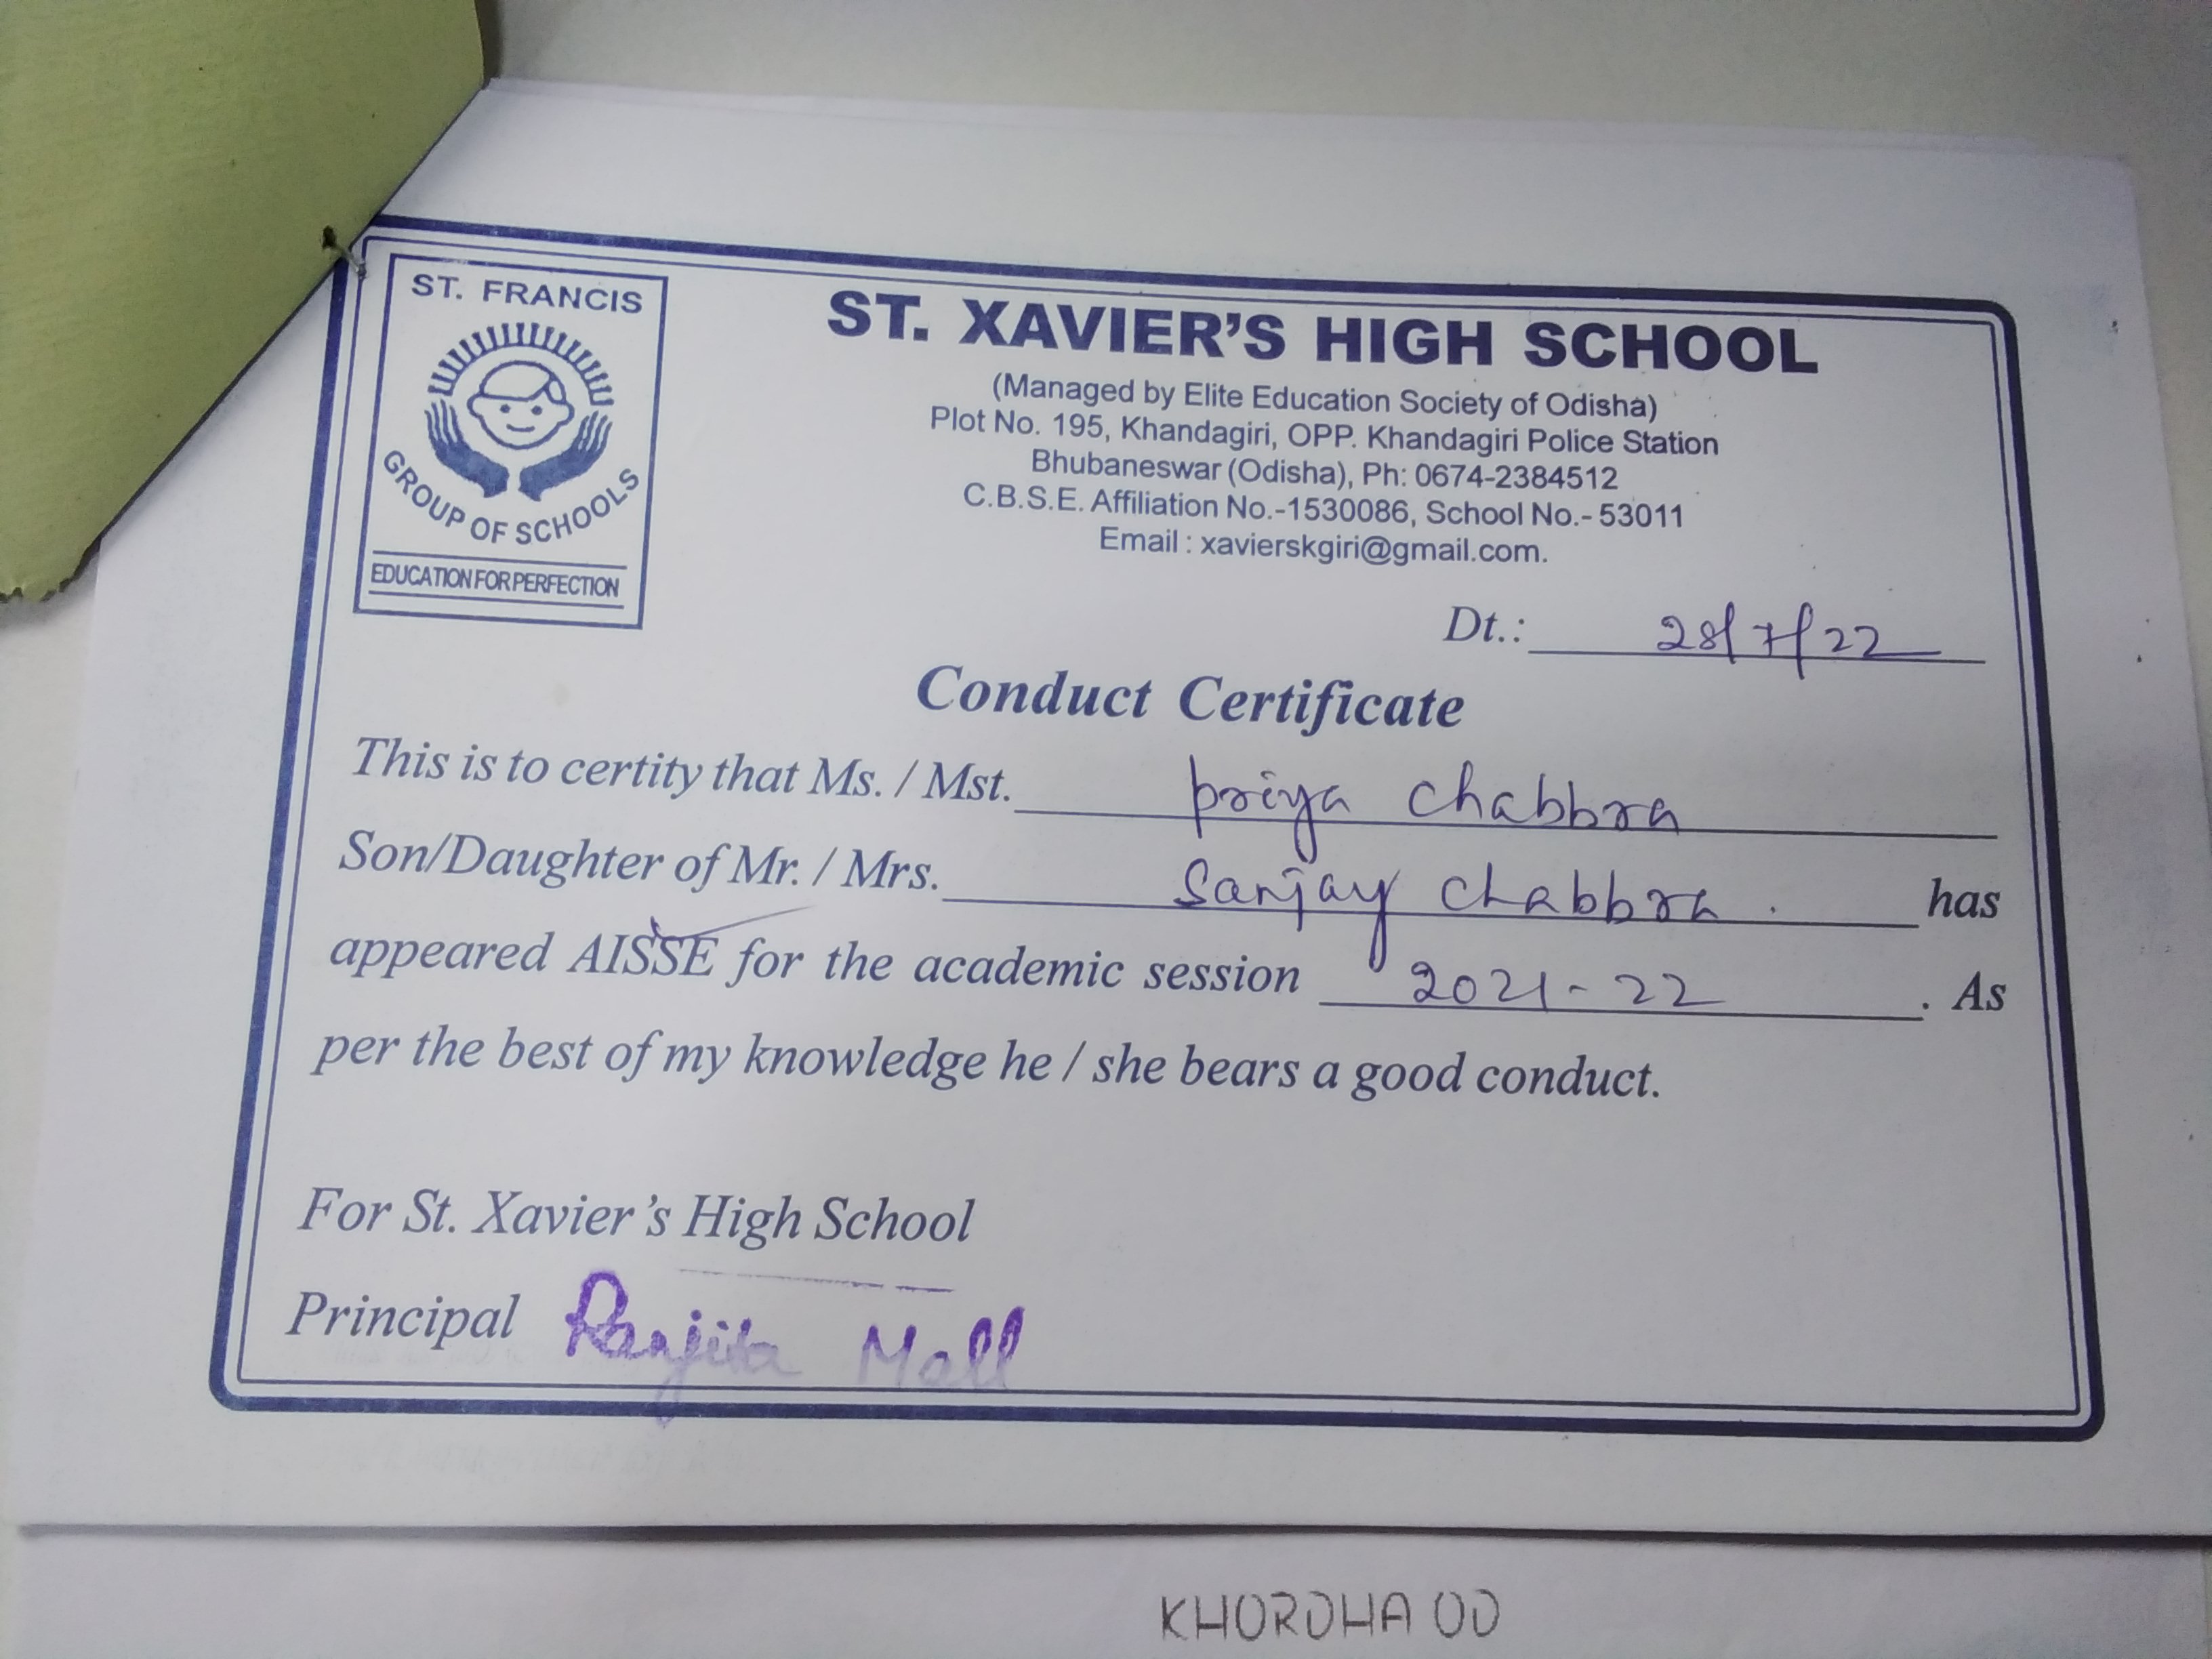 ST. FRANCIS
GROUP OF SCHOOLS
EDUCATION FOR PERFECTION
ST. XAVIER'S HIGH SCHOOL
(Managed by Elite Education Society of Odisha)
Plot No. 195, Khandagiri, OPP. Khandagiri Police Station
Bhubaneswar (Odisha), Ph: 0674-2384512
C.B.S.E. Affiliation No.-1530086, School No.- 53011
Email : xavierskgiri@gmail.com.
Dt.: 28/7/22
Conduct Certificate
This is to certity that Ms. / Mst. priya chabbra
Son/Daughter of Mr. / Mrs. Sanjay chabbra . has
appeared AISSE for the academic session 2021-22 . As
per the best of my knowledge he / she bears a good conduct.
For St. Xavier's High School
Principal Ranjita Mall
KHORDHA OD